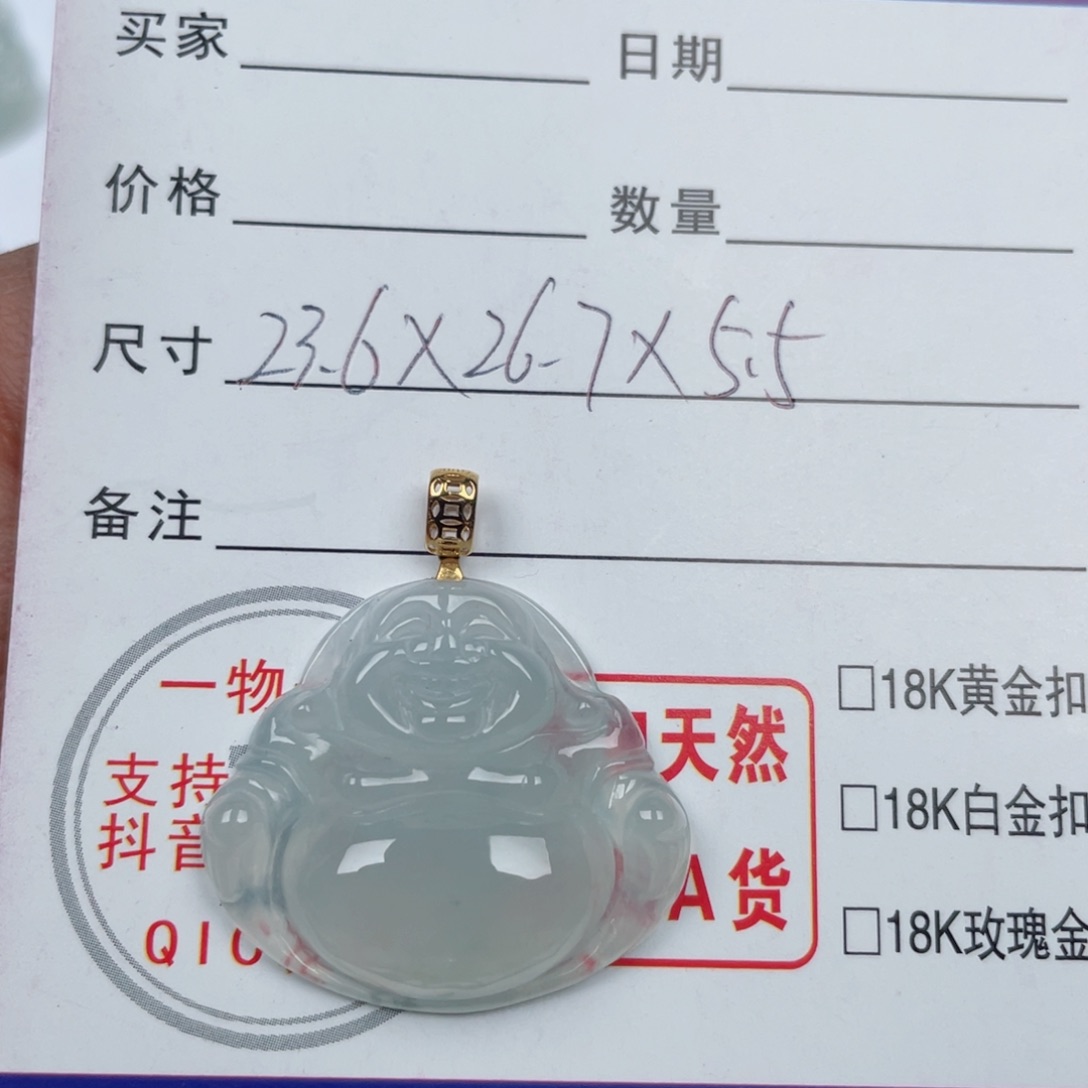 买家 日期
价格 数量
尺寸 23.6X26.7X5.5
备注
一物
支持
抖音
QIC
天然
A货
□18K黄金扣
□18K白金扣
□18K玫瑰金